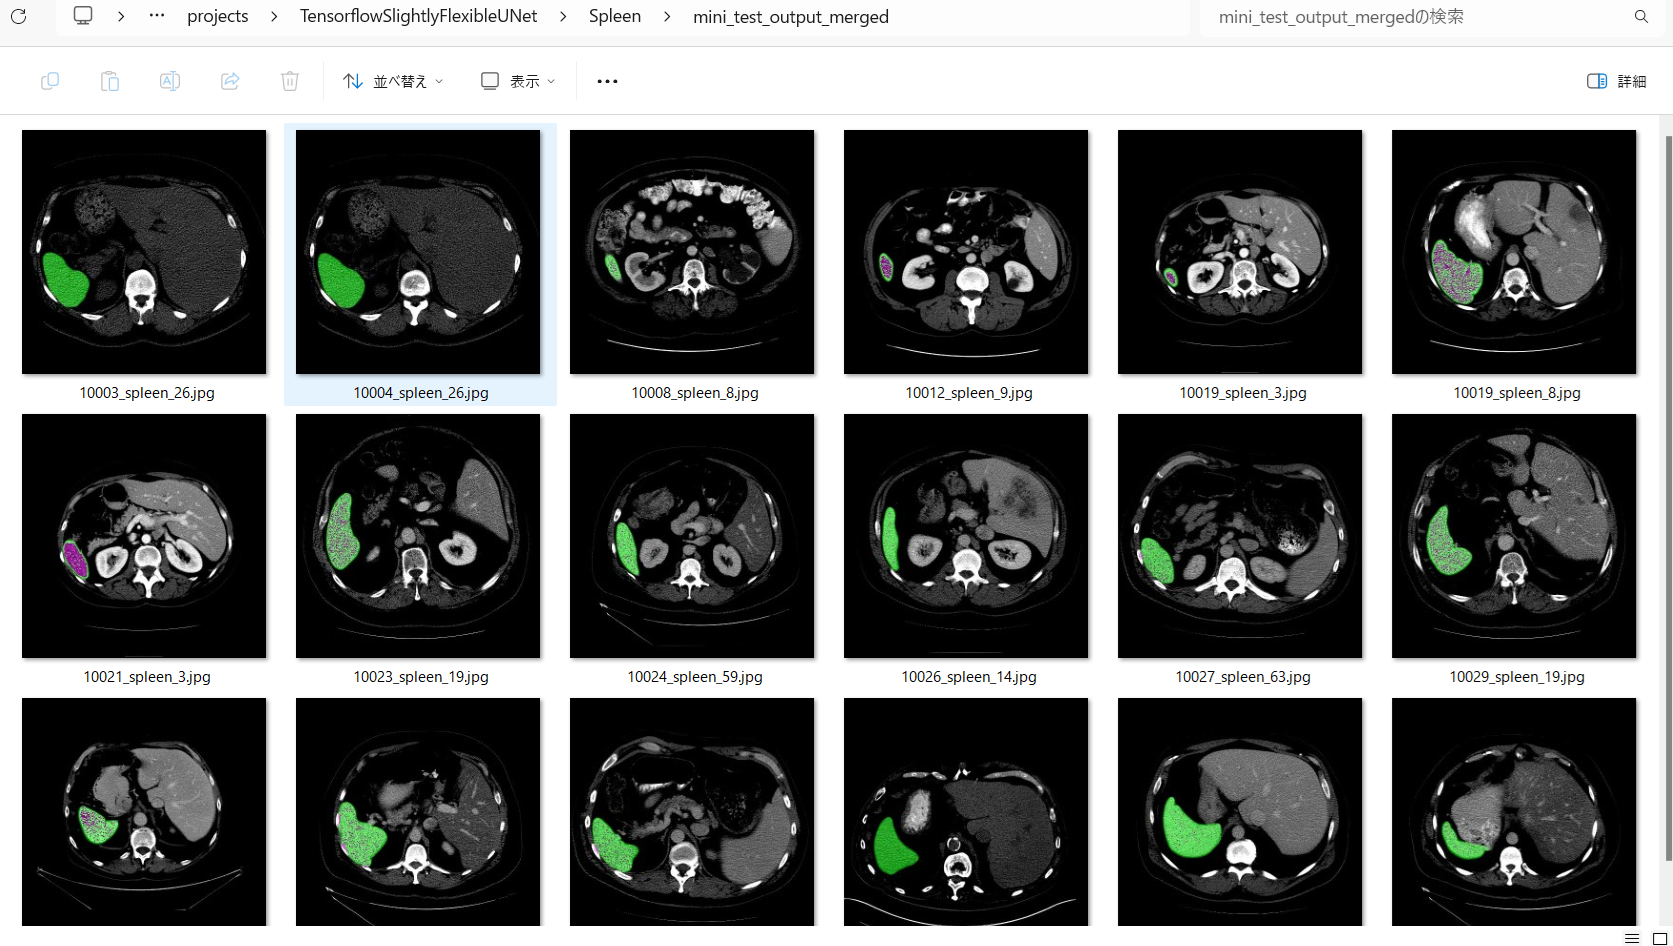 … projects > TensorflowSlightlyFlexibleUNet > Spleen > mini_test_output_merged
mini_test_output_mergedの検索
並べ替え
表示
詳細
10003_spleen_26.jpg
10004_spleen_26.jpg
10008_spleen_8.jpg
10012_spleen_9.jpg
10019_spleen_3.jpg
10019_spleen_8.jpg
10021_spleen_3.jpg
10023_spleen_19.jpg
10024_spleen_59.jpg
10026_spleen_14.jpg
10027_spleen_63.jpg
10029_spleen_19.jpg